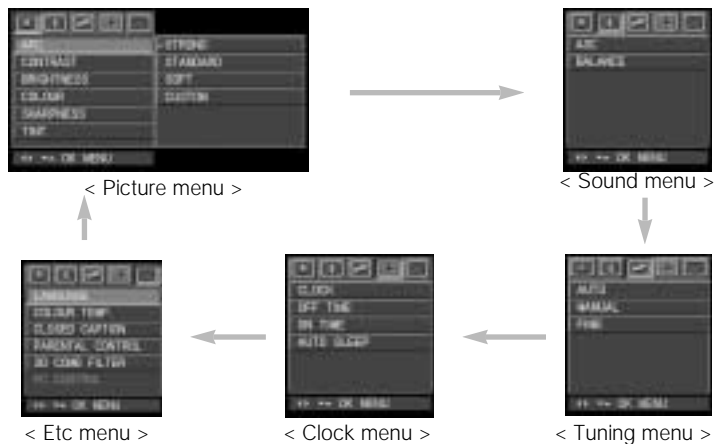 STRONG
CONTRAST STANDARD
BRIGHTNESS SOFT
COLOUR CUSTOM
SHARPNESS
TINT
OK MENU
< Picture menu >
BALANCE
OK MENU
< Sound menu >
AUTO
MANUAL
FINE
OK MENU
< Tuning menu >
CLOCK
OFF TIME
ON TIME
AUTO SLEEP
OK MENU
< Clock menu >
LANGUAGE
COLOUR TEMP.
CLOSED CAPTION
PARENTAL CONTROL
3D COMB FILTER
PC CONTROL
OK MENU
< Etc menu >